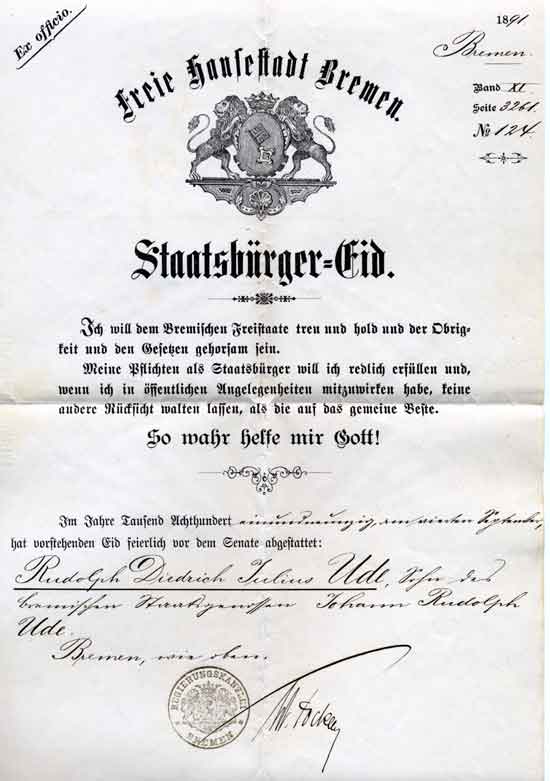 Ex officio.
1891
Bremen.
Freie Hansestadt Bremen.
Band XI.
Seite 3261.
No 124.
Staatsbürger-Eid.
Ich will dem Bremischen Freistaate treu und hold und der Obrig-
keit und den Gesetzen gehorsam sein.
Meine Pflichten als Staatsbürger will ich redlich erfüllen und,
wenn ich in öffentlichen Angelegenheiten mitzuwirken habe, keine
andere Rücksicht walten lassen, als die auf das gemeine Beste.
So wahr helfe mir Gott!
Im Jahre Tausend Achthundert einundneunzig, am vierten September,
hat vorstehenden Eid feierlich vor dem Senate abgestattet:
Rudolph Diedrich Julius Ude, Sohn des
bremischen Staatsgenossen Johann Rudolph
Ude.
Bremen, wie oben.
REGIERUNGSKANZLEI
BREMEN